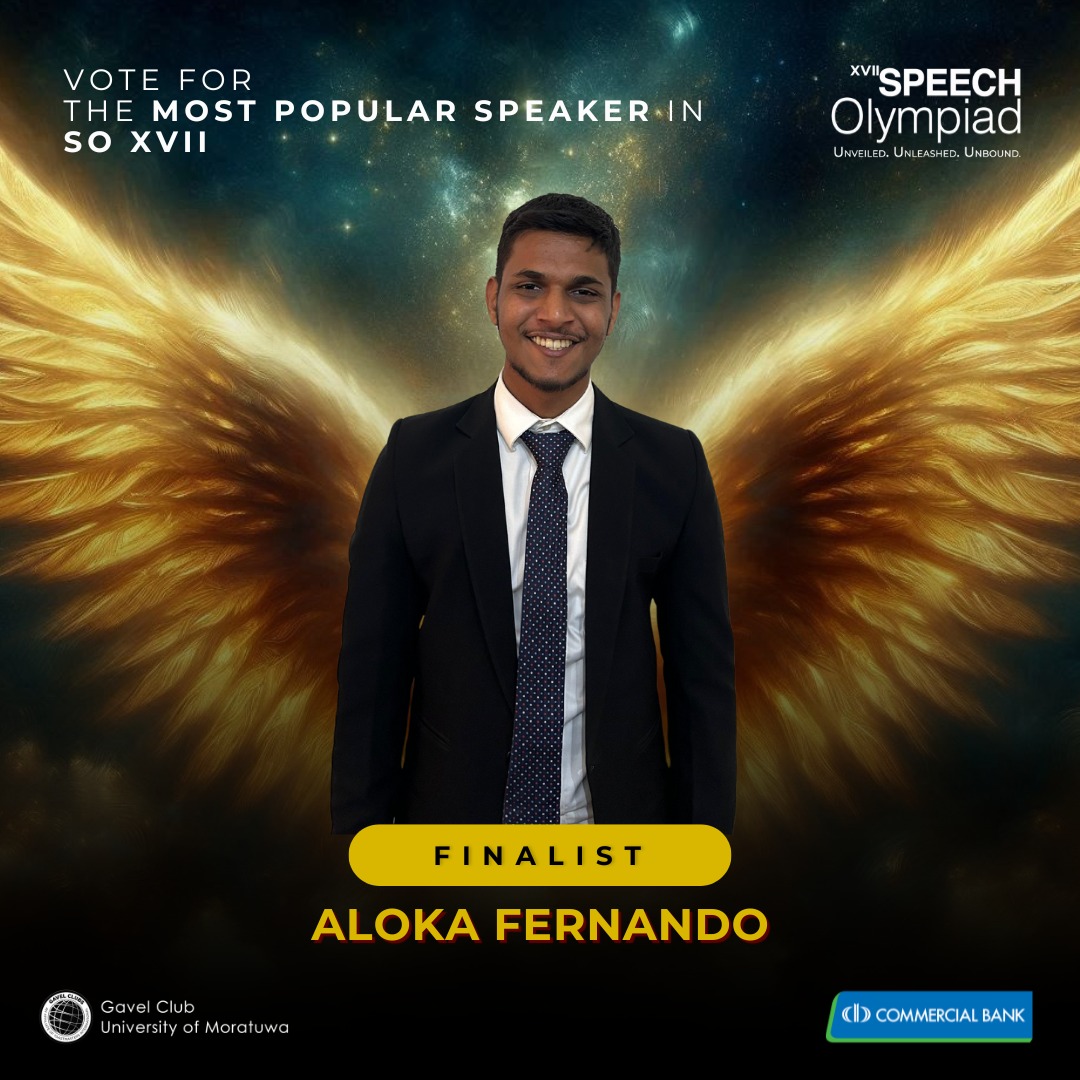 VOTE FOR
THE MOST POPULAR SPEAKER IN
SO XVII
XVII SPEECH
Olympiad
UNVEILED. UNLEASHED. UNBOUND.
FINALIST
ALOKA FERNANDO
Gavel Club
University of Moratuwa
COMMERCIAL BANK